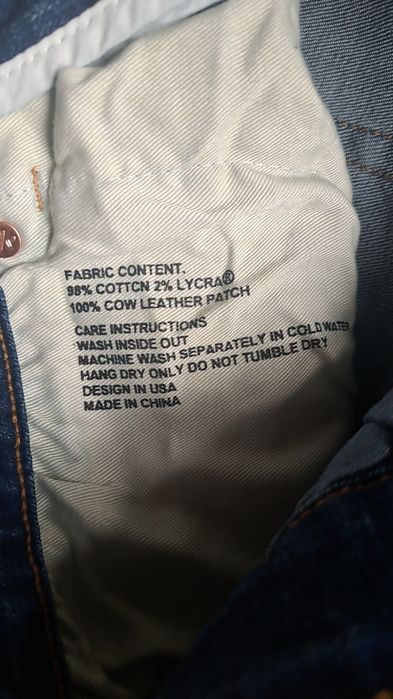 FABRIC CONTENT.
98% COTTCN 2% LYCRA®
100% COW LEATHER PATCH
CARE INSTRUCTIONS
WASH INSIDE OUT
MACHINE WASH SEPARATELY IN COLD WATER
HANG DRY ONLY DO NOT TUMBLE DRY
DESIGN IN USA
MADE IN CHINA